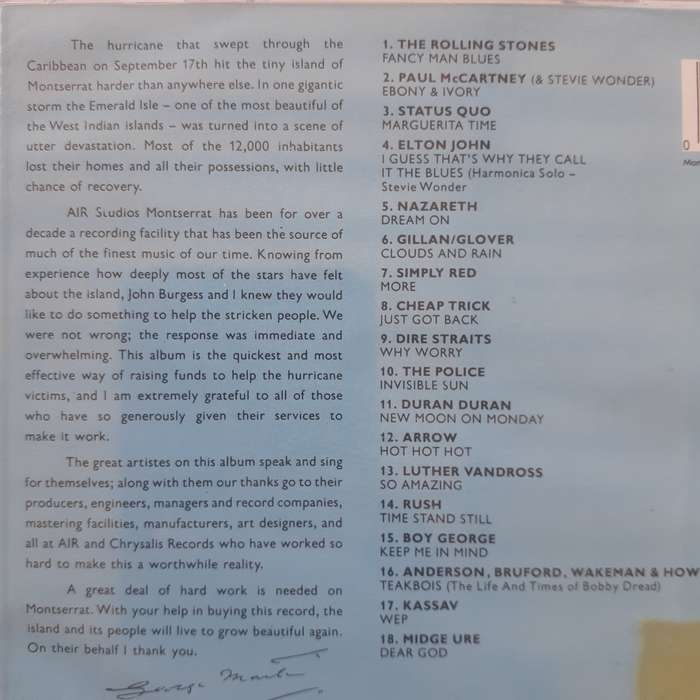 The hurricane that swept through the
Caribbean on September 17th hit the tiny island of
Montserrat harder than anywhere else. In one gigantic
storm the Emerald Isle – one of the most beautiful of
the West Indian islands – was turned into a scene of
utter devastation. Most of the 12,000 inhabitants
lost their homes and all their possessions, with little
chance of recovery.
AIR Studios Montserrat has been for over a
decade a recording facility that has been the source of
much of the finest music of our time. Knowing from
experience how deeply most of the stars have felt
about the island, John Burgess and I knew they would
like to do something to help the stricken people. We
were not wrong; the response was immediate and
overwhelming. This album is the quickest and most
effective way of raising funds to help the hurricane
victims, and I am extremely grateful to all of those
who have so generously given their services to
make it work.
The great artistes on this album speak and sing
for themselves; along with them our thanks go to their
producers, engineers, managers and record companies,
mastering facilities, manufacturers, art designers, and
all at AIR and Chrysalis Records who have worked so
hard to make this a worthwhile reality.
A great deal of hard work is needed on
Montserrat. With your help in buying this record, the
island and its people will live to grow beautiful again.
On their behalf I thank you.
George Martin
1. THE ROLLING STONES
FANCY MAN BLUES
2. PAUL McCARTNEY (& STEVIE WONDER)
EBONY & IVORY
3. STATUS QUO
MARGUERITA TIME
4. ELTON JOHN
I GUESS THAT'S WHY THEY CALL
IT THE BLUES (Harmonica Solo –
Stevie Wonder
5. NAZARETH
DREAM ON
6. GILLAN/GLOVER
CLOUDS AND RAIN
7. SIMPLY RED
MORE
8. CHEAP TRICK
JUST GOT BACK
9. DIRE STRAITS
WHY WORRY
10. THE POLICE
INVISIBLE SUN
11. DURAN DURAN
NEW MOON ON MONDAY
12. ARROW
HOT HOT HOT
13. LUTHER VANDROSS
SO AMAZING
14. RUSH
TIME STAND STILL
15. BOY GEORGE
KEEP ME IN MIND
16. ANDERSON, BRUFORD, WAKEMAN & HOW
TEAKBOIS (The Life And Times of Bobby Dread)
17. KASSAV
WEP
18. MIDGE URE
DEAR GOD
0